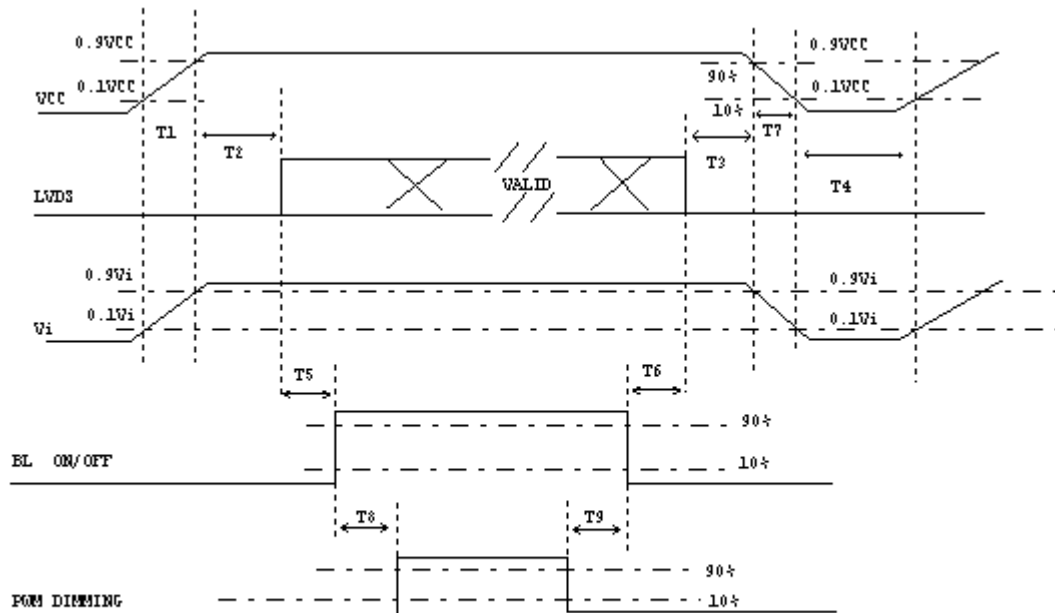 0.9VCC
0.9VCC
90%
0.1VCC
0.1VCC
VCC
10%
T1
T7
T2
T3
VALID
T4
LVDS
0.9Vi
0.9Vi
0.1Vi
0.1Vi
Vi
T5
T6
90%
BL ON/OFF
10%
T8
T9
90%
PWM DIMMING
10%